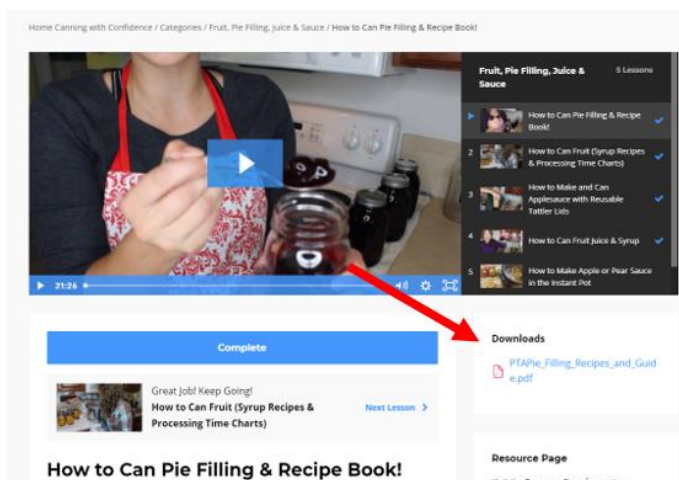 Home Canning with Confidence / Categories / Fruit, Pie Filling, Juice & Sauce / How to Can Pie Filling & Recipe Book!
Fruit, Pie Filling, Juice &
Sauce
5 Lessons
How to Can Pie Filling & Recipe
Book!
2
How to Can Fruit (Syrup Recipes
& Processing Time Charts)
3
How to Make and Can
Applesauce with Reusable
Tattler Lids
4
How to Can Fruit Juice & Syrup
5
How to Make Apple or Pear Sauce
in the Instant Pot
21:26
Complete
Great Job! Keep Going!
How to Can Fruit (Syrup Recipes &
Processing Time Charts)
Next Lesson
How to Can Pie Filling & Recipe Book!
Downloads
PTAPie_Filling_Recipes_and_Guid
e.pdf
Resource Page